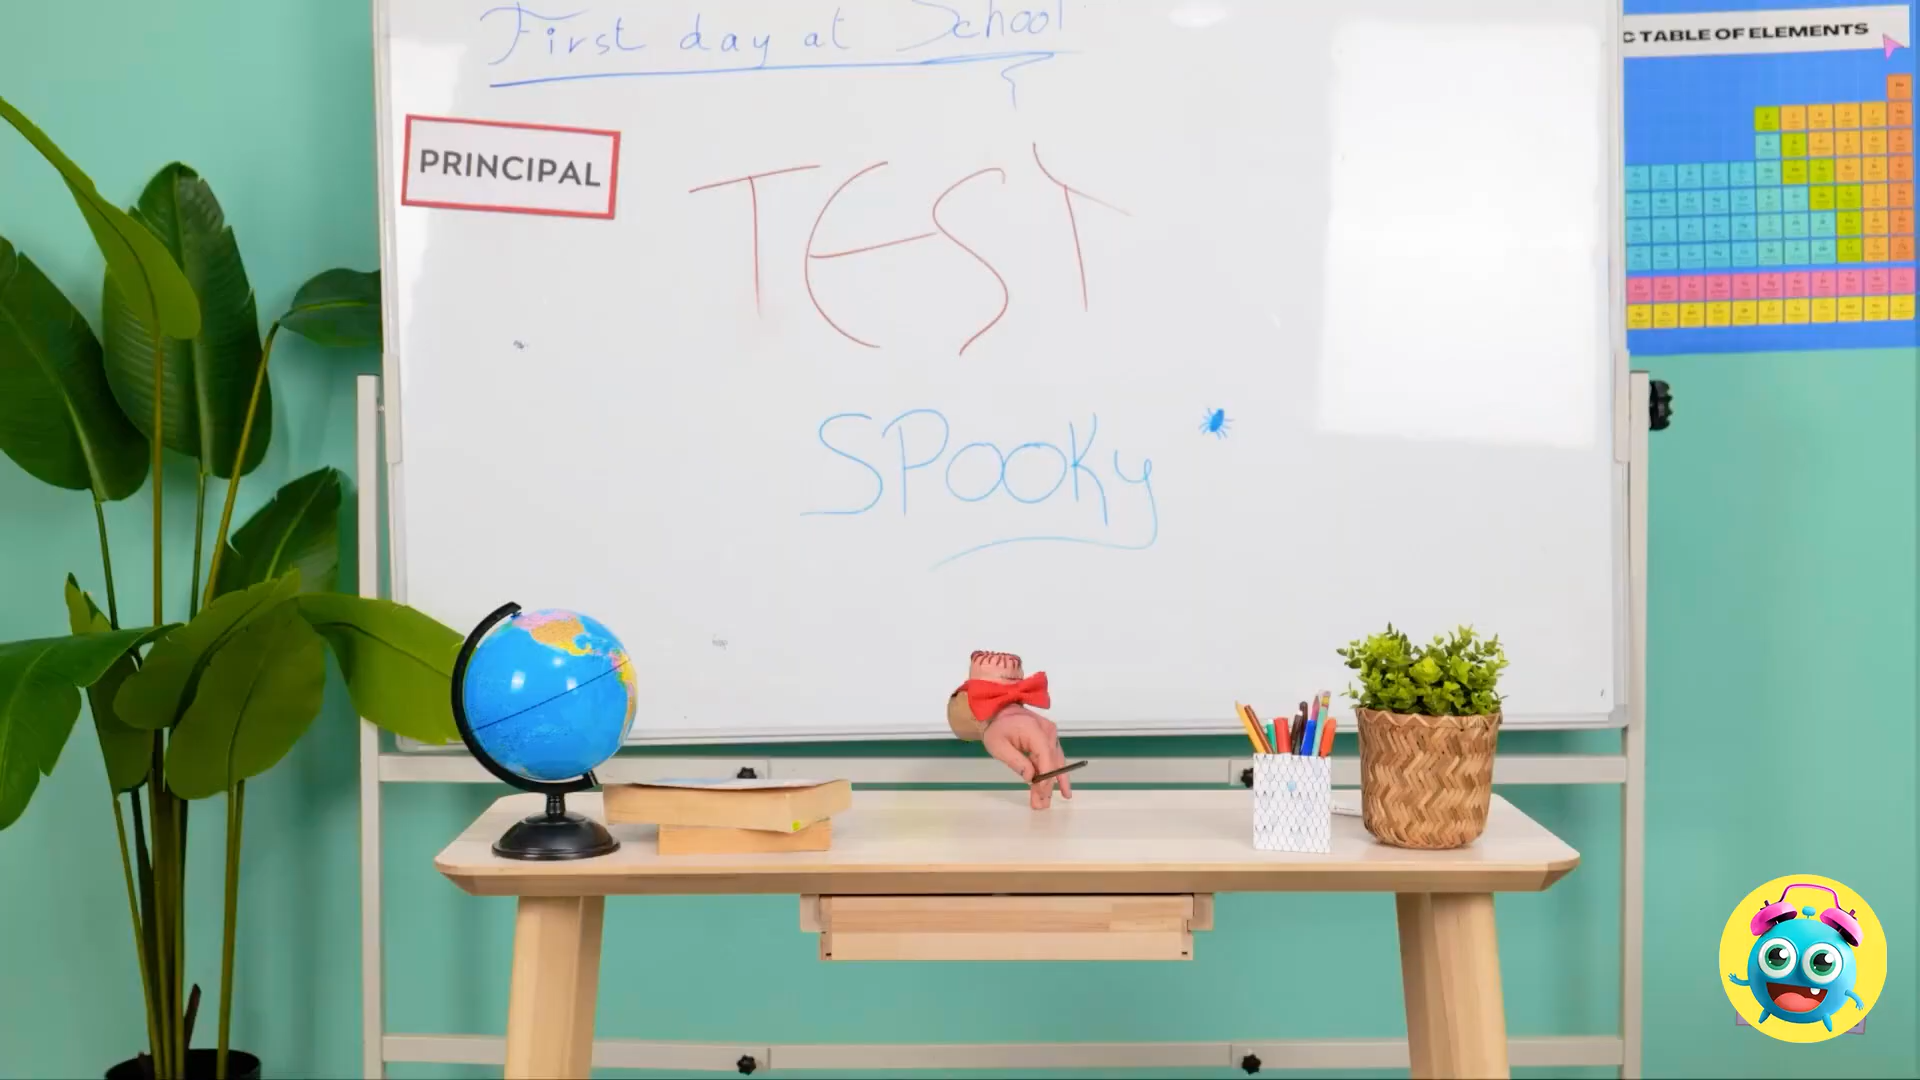 First day at School
C TABLE OF ELEMENTS
PRINCIPAL
TEST
SPOOKY